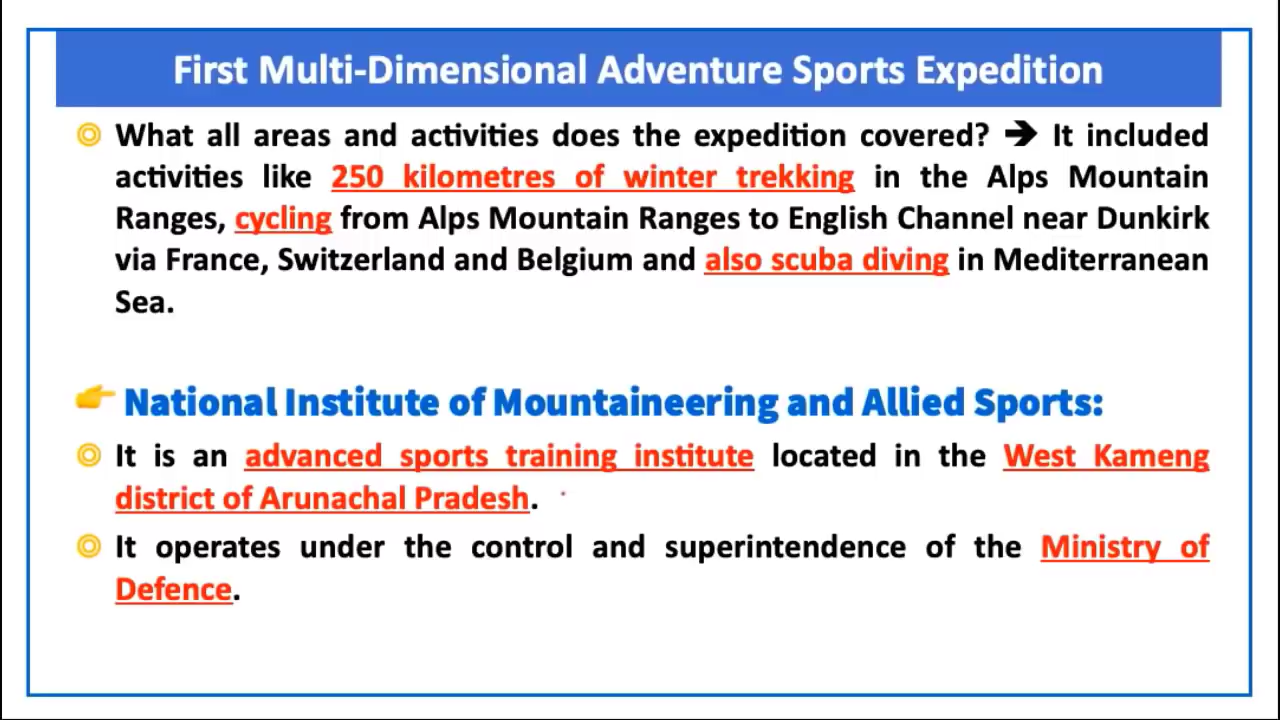 First Multi-Dimensional Adventure Sports Expedition
What all areas and activities does the expedition covered? ➔ It included
activities like 250 kilometres of winter trekking in the Alps Mountain
Ranges, cycling from Alps Mountain Ranges to English Channel near Dunkirk
via France, Switzerland and Belgium and also scuba diving in Mediterranean
Sea.
National Institute of Mountaineering and Allied Sports:
It is an advanced sports training institute located in the West Kameng
district of Arunachal Pradesh.
It operates under the control and superintendence of the Ministry of
Defence.